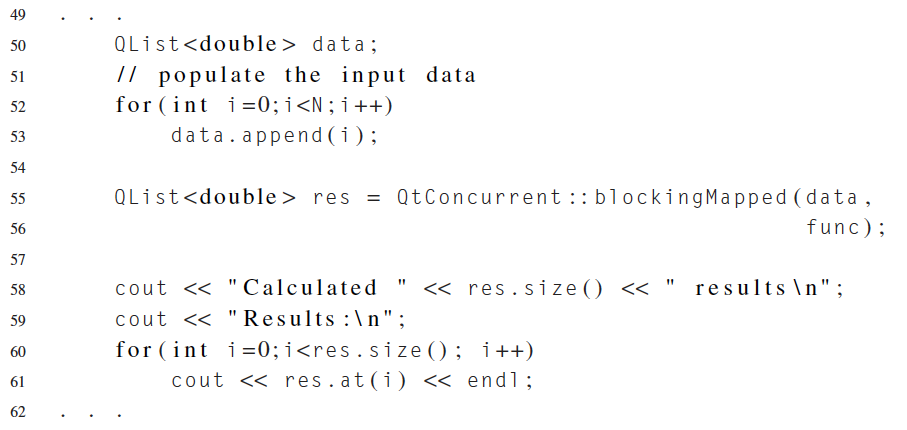 49 . . .
50 QList<double> data;
51 // populate the input data
52 for(int i=0;i<N;i++)
53 data.append(i);
54
55 QList<double> res = QtConcurrent::blockingMapped(data,
56 func);
57
58 cout << "Calculated " << res.size() << " results\n";
59 cout << "Results:\n";
60 for(int i=0;i<res.size(); i++)
61 cout << res.at(i) << endl;
62 . . .